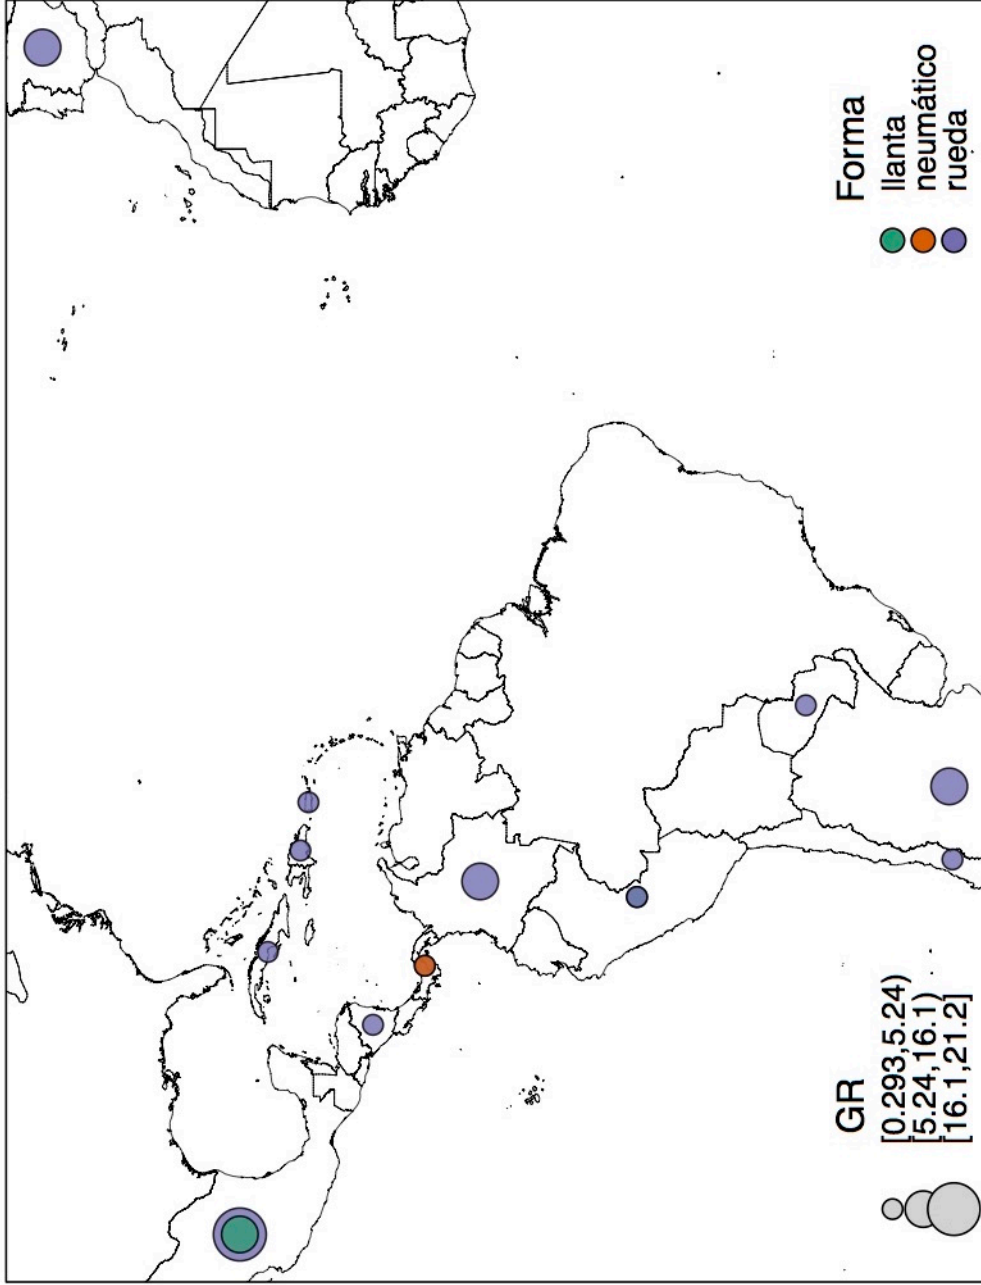 GR
[0.293,5.24)
[5.24,16.1)
[16.1,21.2]
Forma
llanta
neumático
rueda